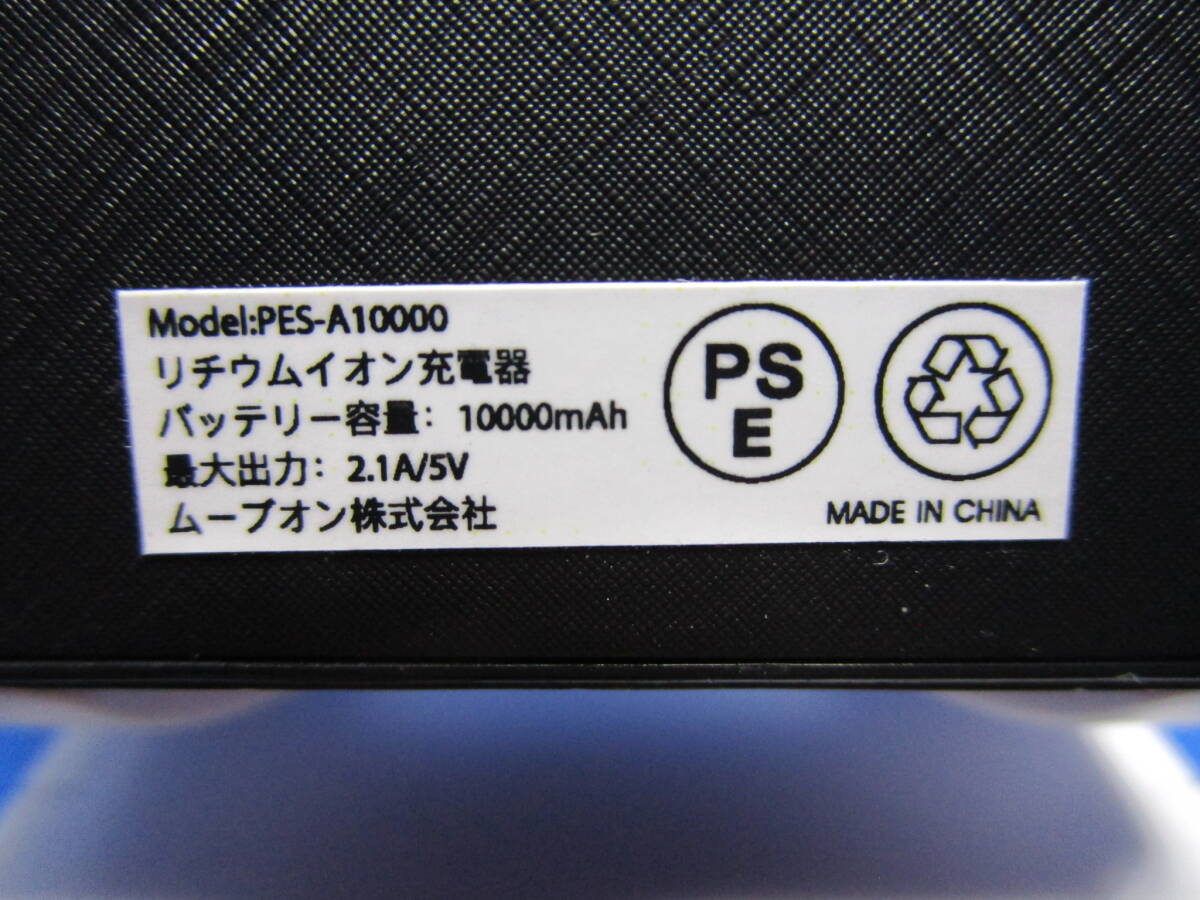 Model:PES-A10000
リチウムイオン充電器
バッテリー容量: 10000mAh
最大出力: 2.1A/5V
ムーブオン株式会社
PS
E
MADE IN CHINA